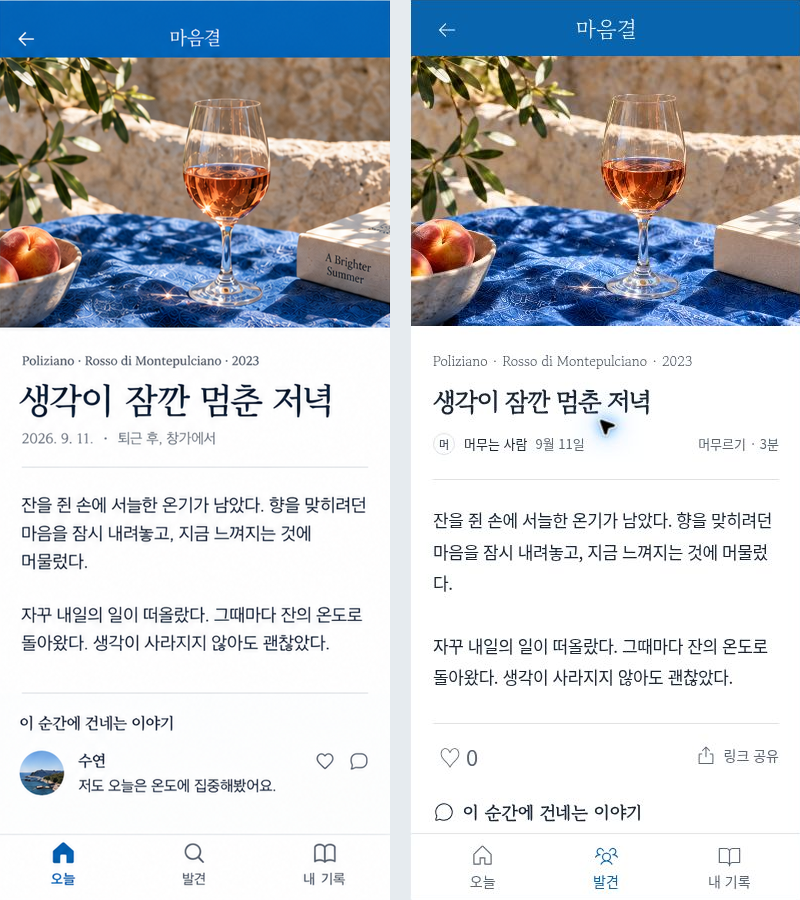 마음결
A Brighter
Summer
Poliziano · Rosso di Montepulciano · 2023
생각이 잠깐 멈춘 저녁
2026. 9. 11. · 퇴근 후, 창가에서
잔을 쥔 손에 서늘한 온기가 남았다. 향을 맞히려던
마음을 잠시 내려놓고, 지금 느껴지는 것에
머물렀다.
자꾸 내일의 일이 떠올랐다. 그때마다 잔의 온도로
돌아왔다. 생각이 사라지지 않아도 괜찮았다.
이 순간에 건네는 이야기
수연
저도 오늘은 온도에 집중해봤어요.
오늘 발견 내 기록
마음결
Poliziano · Rosso di Montepulciano · 2023
생각이 잠깐 멈춘 저녁
머 머무는 사람 9월 11일 머무르기 · 3분
잔을 쥔 손에 서늘한 온기가 남았다. 향을 맞히려던
마음을 잠시 내려놓고, 지금 느껴지는 것에 머물렀
다.
자꾸 내일의 일이 떠올랐다. 그때마다 잔의 온도로
돌아왔다. 생각이 사라지지 않아도 괜찮았다.
0 링크 공유
이 순간에 건네는 이야기
오늘 발견 내 기록